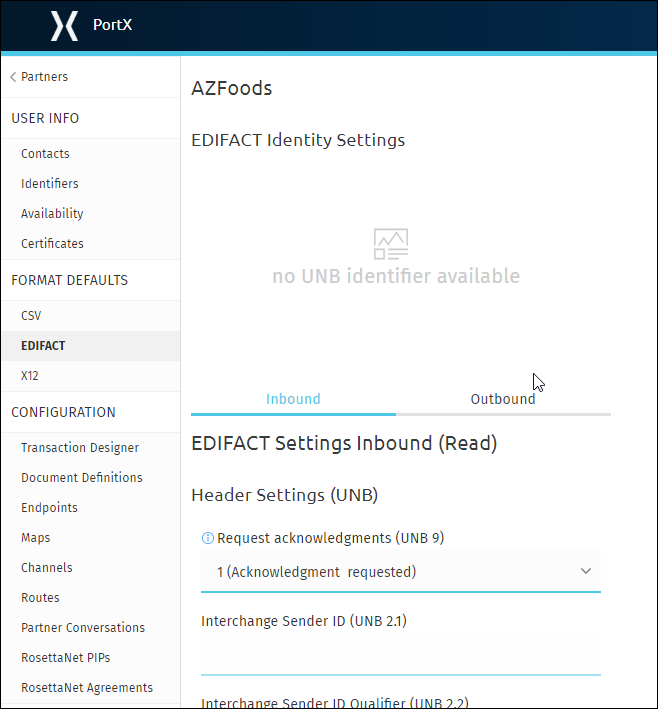 PortX
Partners
USER INFO
Contacts
Identifiers
Availability
Certificates
FORMAT DEFAULTS
CSV
EDIFACT
X12
CONFIGURATION
Transaction Designer
Document Definitions
Endpoints
Maps
Channels
Routes
Partner Conversations
RosettaNet PIPs
RosettaNet Agreements
AZFoods
EDIFACT Identity Settings
no UNB identifier available
Inbound
Outbound
EDIFACT Settings Inbound (Read)
Header Settings (UNB)
Request acknowledgments (UNB 9)
1 (Acknowledgment requested)
Interchange Sender ID (UNB 2.1)
Interchange Sender ID Qualifier (UNB 2.2)